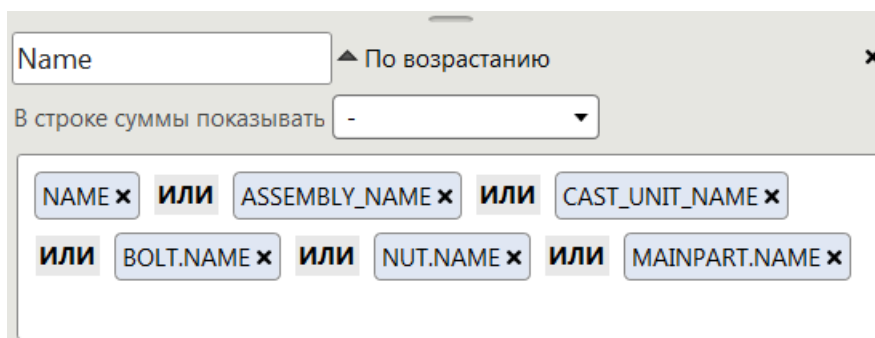 Name По возрастанию ×
В строке суммы показывать -
NAME × ИЛИ ASSEMBLY_NAME × ИЛИ CAST_UNIT_NAME ×
ИЛИ BOLT.NAME × ИЛИ NUT.NAME × ИЛИ MAINPART.NAME ×